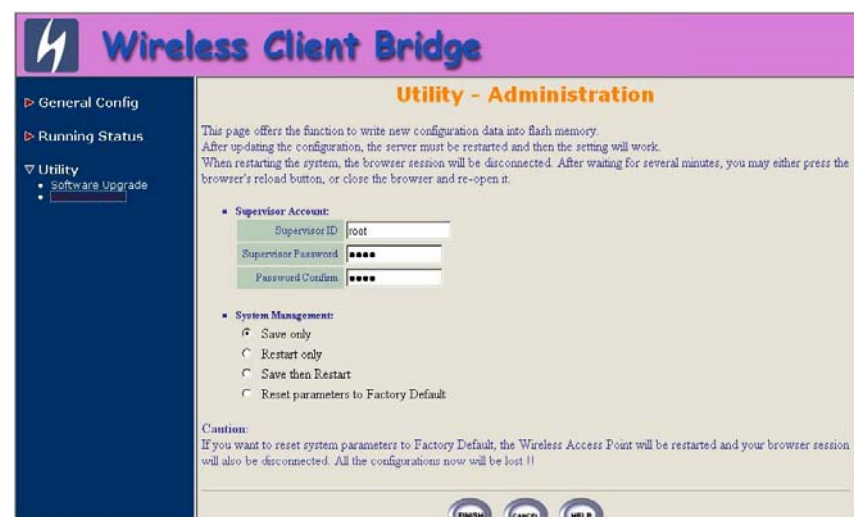 Wireless Client Bridge
General Config
Running Status
Utility
Software Upgrade
Utility - Administration
This page offers the function to write new configuration data into flash memory.
After updating the configuration, the server must be restarted and then the setting will work.
When restarting the system, the browser session will be disconnected. After waiting for several minutes, you may either press the
browser's reload button, or close the browser and re-open it.
Supervisor Account:
Supervisor ID root
Supervisor Password ●●●●
Password Confirm ●●●●
System Management:
Save only
Restart only
Save then Restart
Reset parameters to Factory Default
Caution:
If you want to reset system parameters to Factory Default, the Wireless Access Point will be restarted and your browser session
will also be disconnected. All the configurations now will be lost !!
FINISH CANCEL HELP